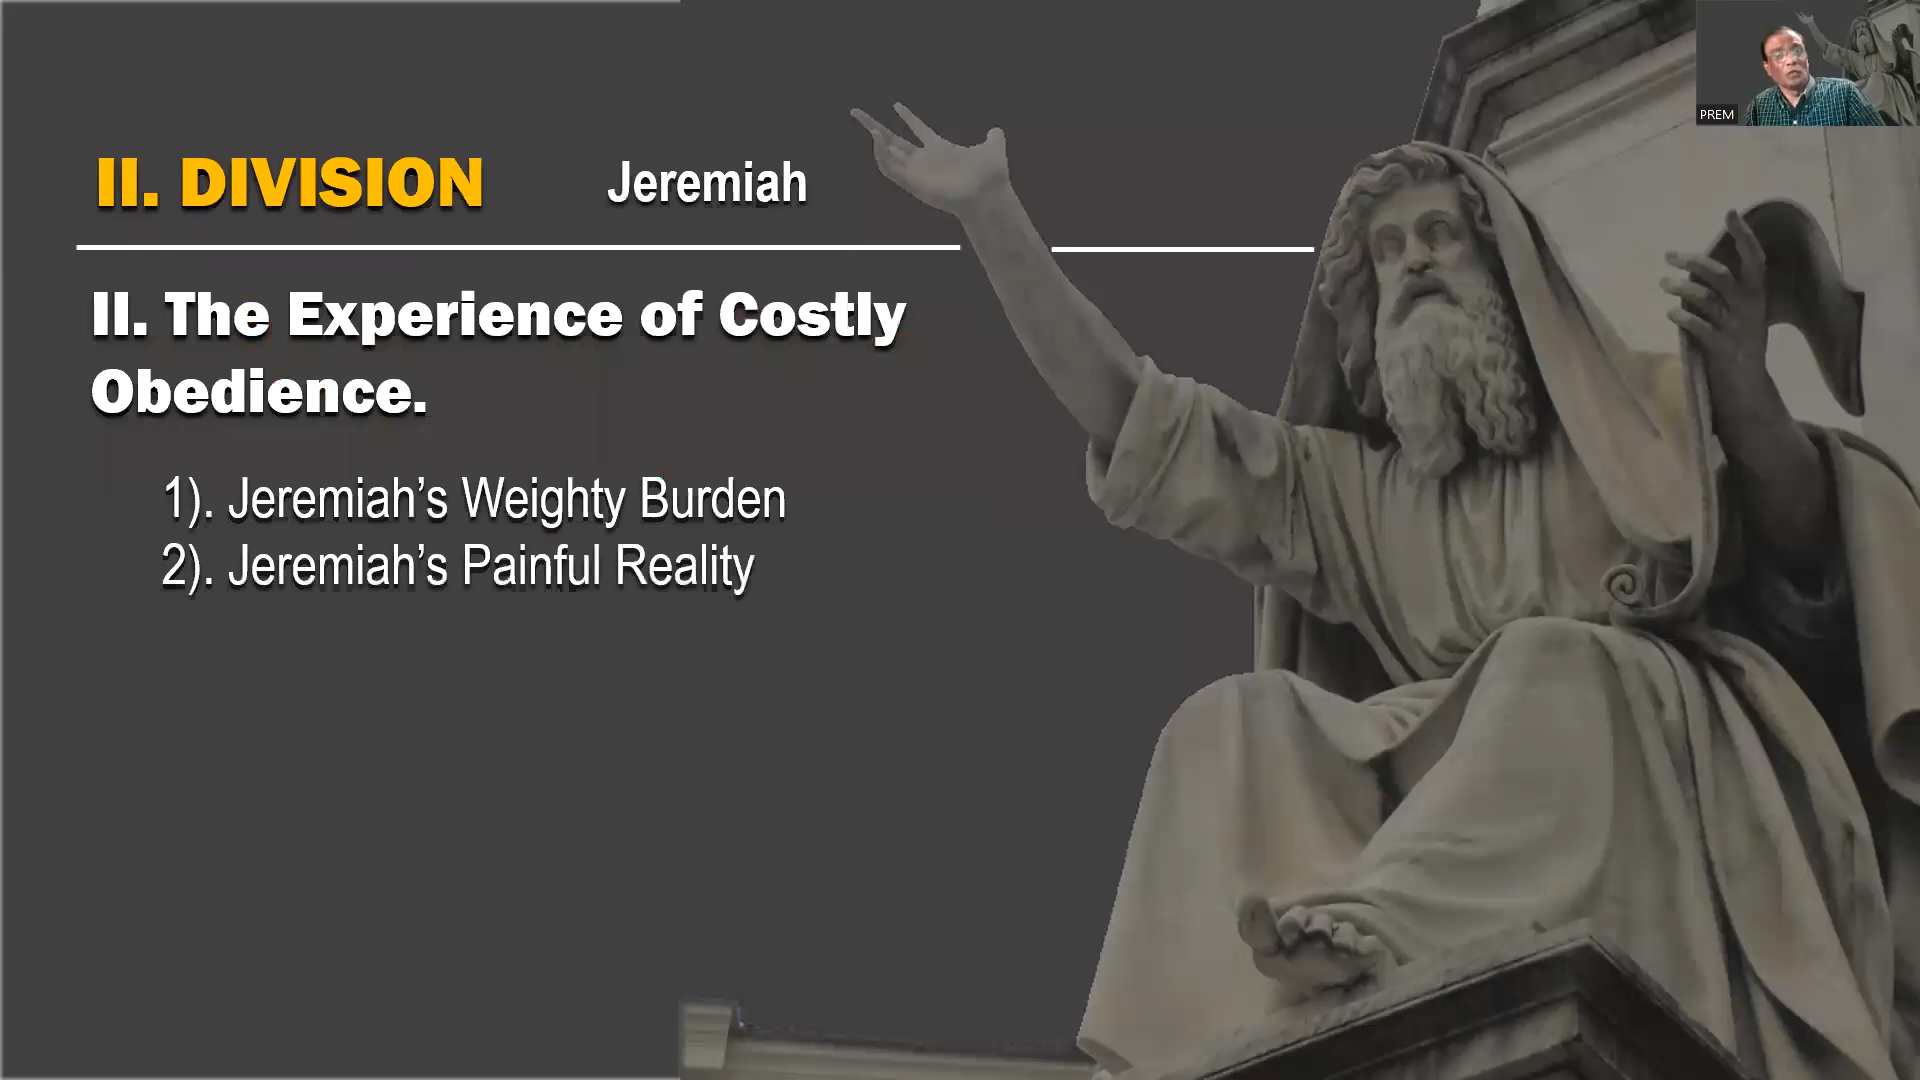 PREM
II. DIVISION Jeremiah
II. The Experience of Costly
Obedience.
1). Jeremiah’s Weighty Burden
2). Jeremiah’s Painful Reality